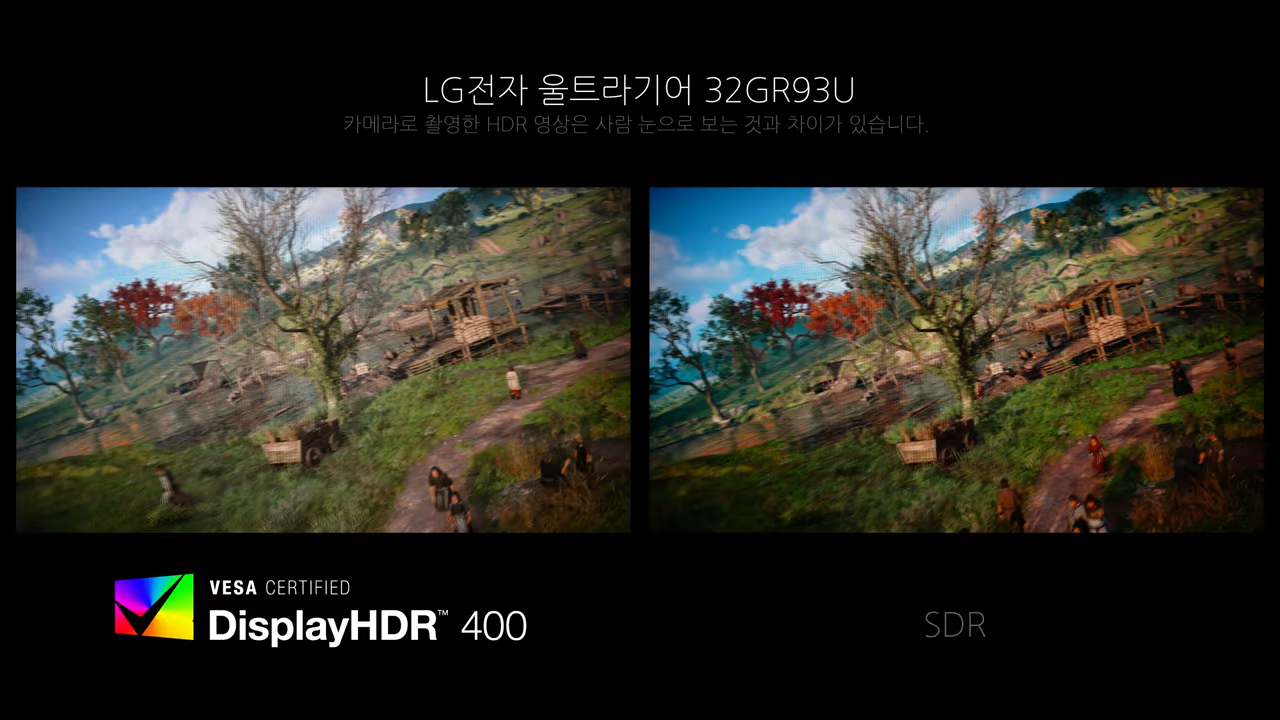 LG전자 울트라기어 32GR93U
카메라로 촬영한 HDR 영상은 사람 눈으로 보는 것과 차이가 있습니다.
VESA CERTIFIED
DisplayHDR™ 400
SDR